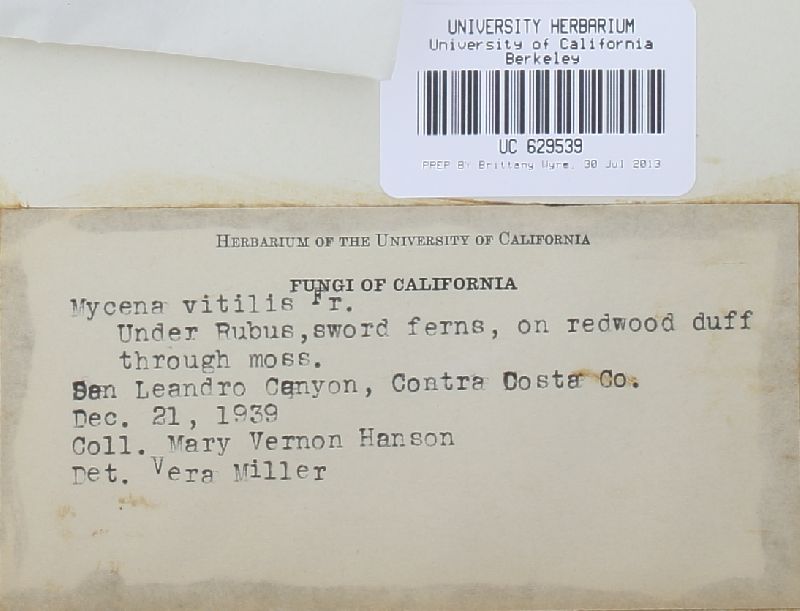 UNIVERSITY HERBARIUM
University of California
Berkeley
UC 629539
PREP BY Brittany Wyre, 30 Jul 2013
HERBARIUM OF THE UNIVERSITY OF CALIFORNIA
FUNGI OF CALIFORNIA
Mycena vitilis Fr.
Under Rubus, sword ferns, on redwood duff
through moss.
San Leandro Canyon, Contra Costa Co.
Dec. 21, 1939
Coll. Mary Vernon Hanson
Det. Vera Miller